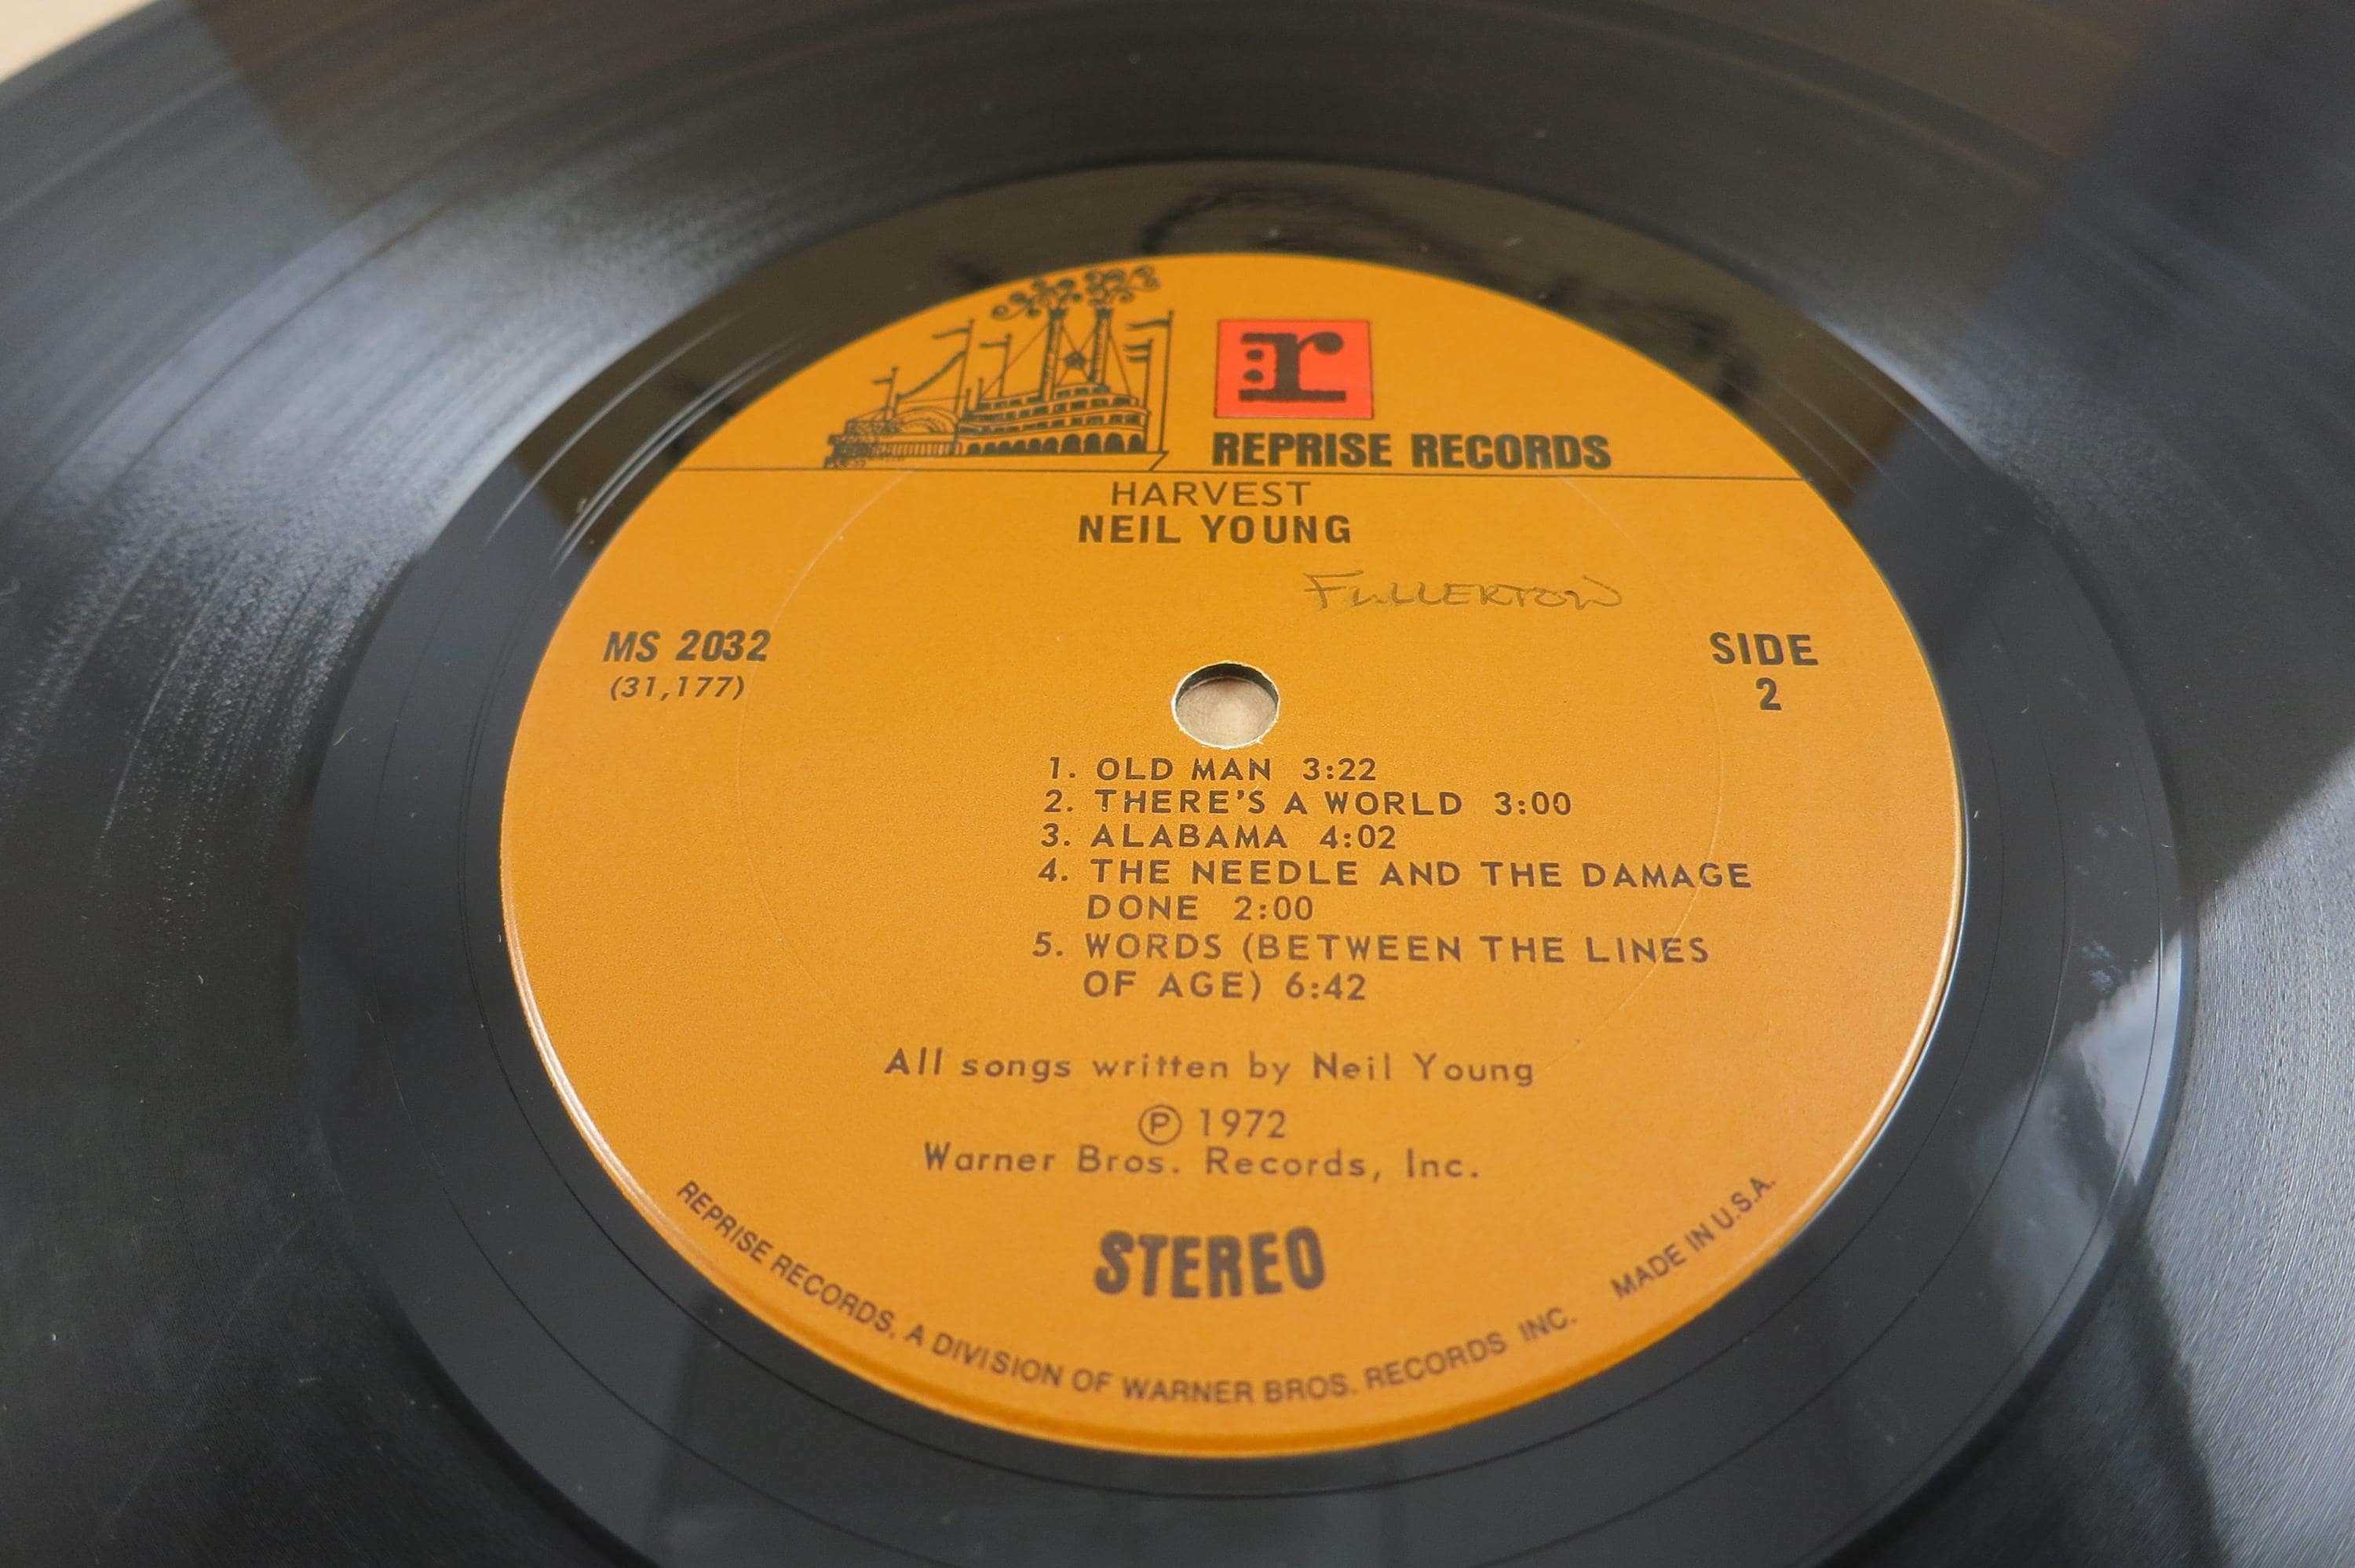 r:
REPRISE RECORDS
HARVEST
NEIL YOUNG
FULLERTON
MS 2032
(31,177)
SIDE
2
1. OLD MAN 3:22
2. THERE'S A WORLD 3:00
3. ALABAMA 4:02
4. THE NEEDLE AND THE DAMAGE
DONE 2:00
5. WORDS (BETWEEN THE LINES
OF AGE) 6:42
All songs written by Neil Young
℗ 1972
Warner Bros. Records, Inc.
STEREO
REPRISE RECORDS, A DIVISION OF WARNER BROS. RECORDS INC. MADE IN U.S.A.